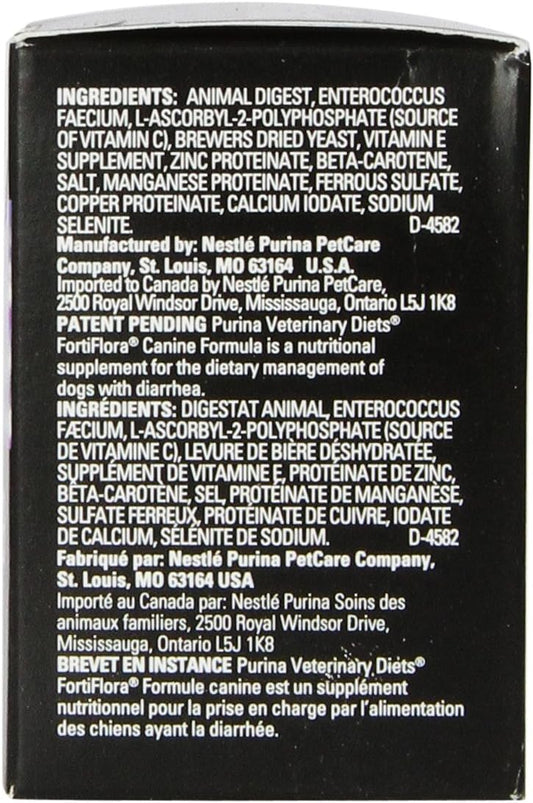 INGREDIENTS: ANIMAL DIGEST, ENTEROCOCCUS
FAECIUM, L-ASCORBYL-2-POLYPHOSPHATE (SOURCE
OF VITAMIN C), BREWERS DRIED YEAST, VITAMIN E
SUPPLEMENT, ZINC PROTEINATE, BETA-CAROTENE,
SALT, MANGANESE PROTEINATE, FERROUS SULFATE,
COPPER PROTEINATE, CALCIUM IODATE, SODIUM
SELENITE. D-4582
Manufactured by: Nestlé Purina PetCare
Company, St. Louis, MO 63164 U.S.A.
Imported to Canada by Nestlé Purina PetCare,
2500 Royal Windsor Drive, Mississauga, Ontario L5J 1K8
PATENT PENDING Purina Veterinary Diets®
FortiFlora® Canine Formula is a nutritional
supplement for the dietary management of
dogs with diarrhea.
INGRÉDIENTS: DIGESTAT ANIMAL, ENTEROCOCCUS
FÆCIUM, L-ASCORBYL-2-POLYPHOSPHATE (SOURCE
DE VITAMINE C), LEVURE DE BIÈRE DÉSHYDRATÉE,
SUPPLÉMENT DE VITAMINE E, PROTÉINATE DE ZINC,
BÊTA-CAROTÈNE, SEL, PROTÉINATE DE MANGANÈSE,
SULFATE FERREUX, PROTÉINATE DE CUIVRE, IODATE
DE CALCIUM, SÉLÉNITE DE SODIUM. D-4582
Fabriqué par: Nestlé Purina PetCare Company,
St. Louis, MO 63164 USA
Importé au Canada par: Nestlé Purina Soins des
animaux familiers, 2500 Royal Windsor Drive,
Mississauga, Ontario L5J 1K8
BREVET EN INSTANCE Purina Veterinary Diets®
FortiFlora® Formule canine est un supplément
nutritionnel pour la prise en charge par l'alimentation
des chiens ayant la diarrhée.